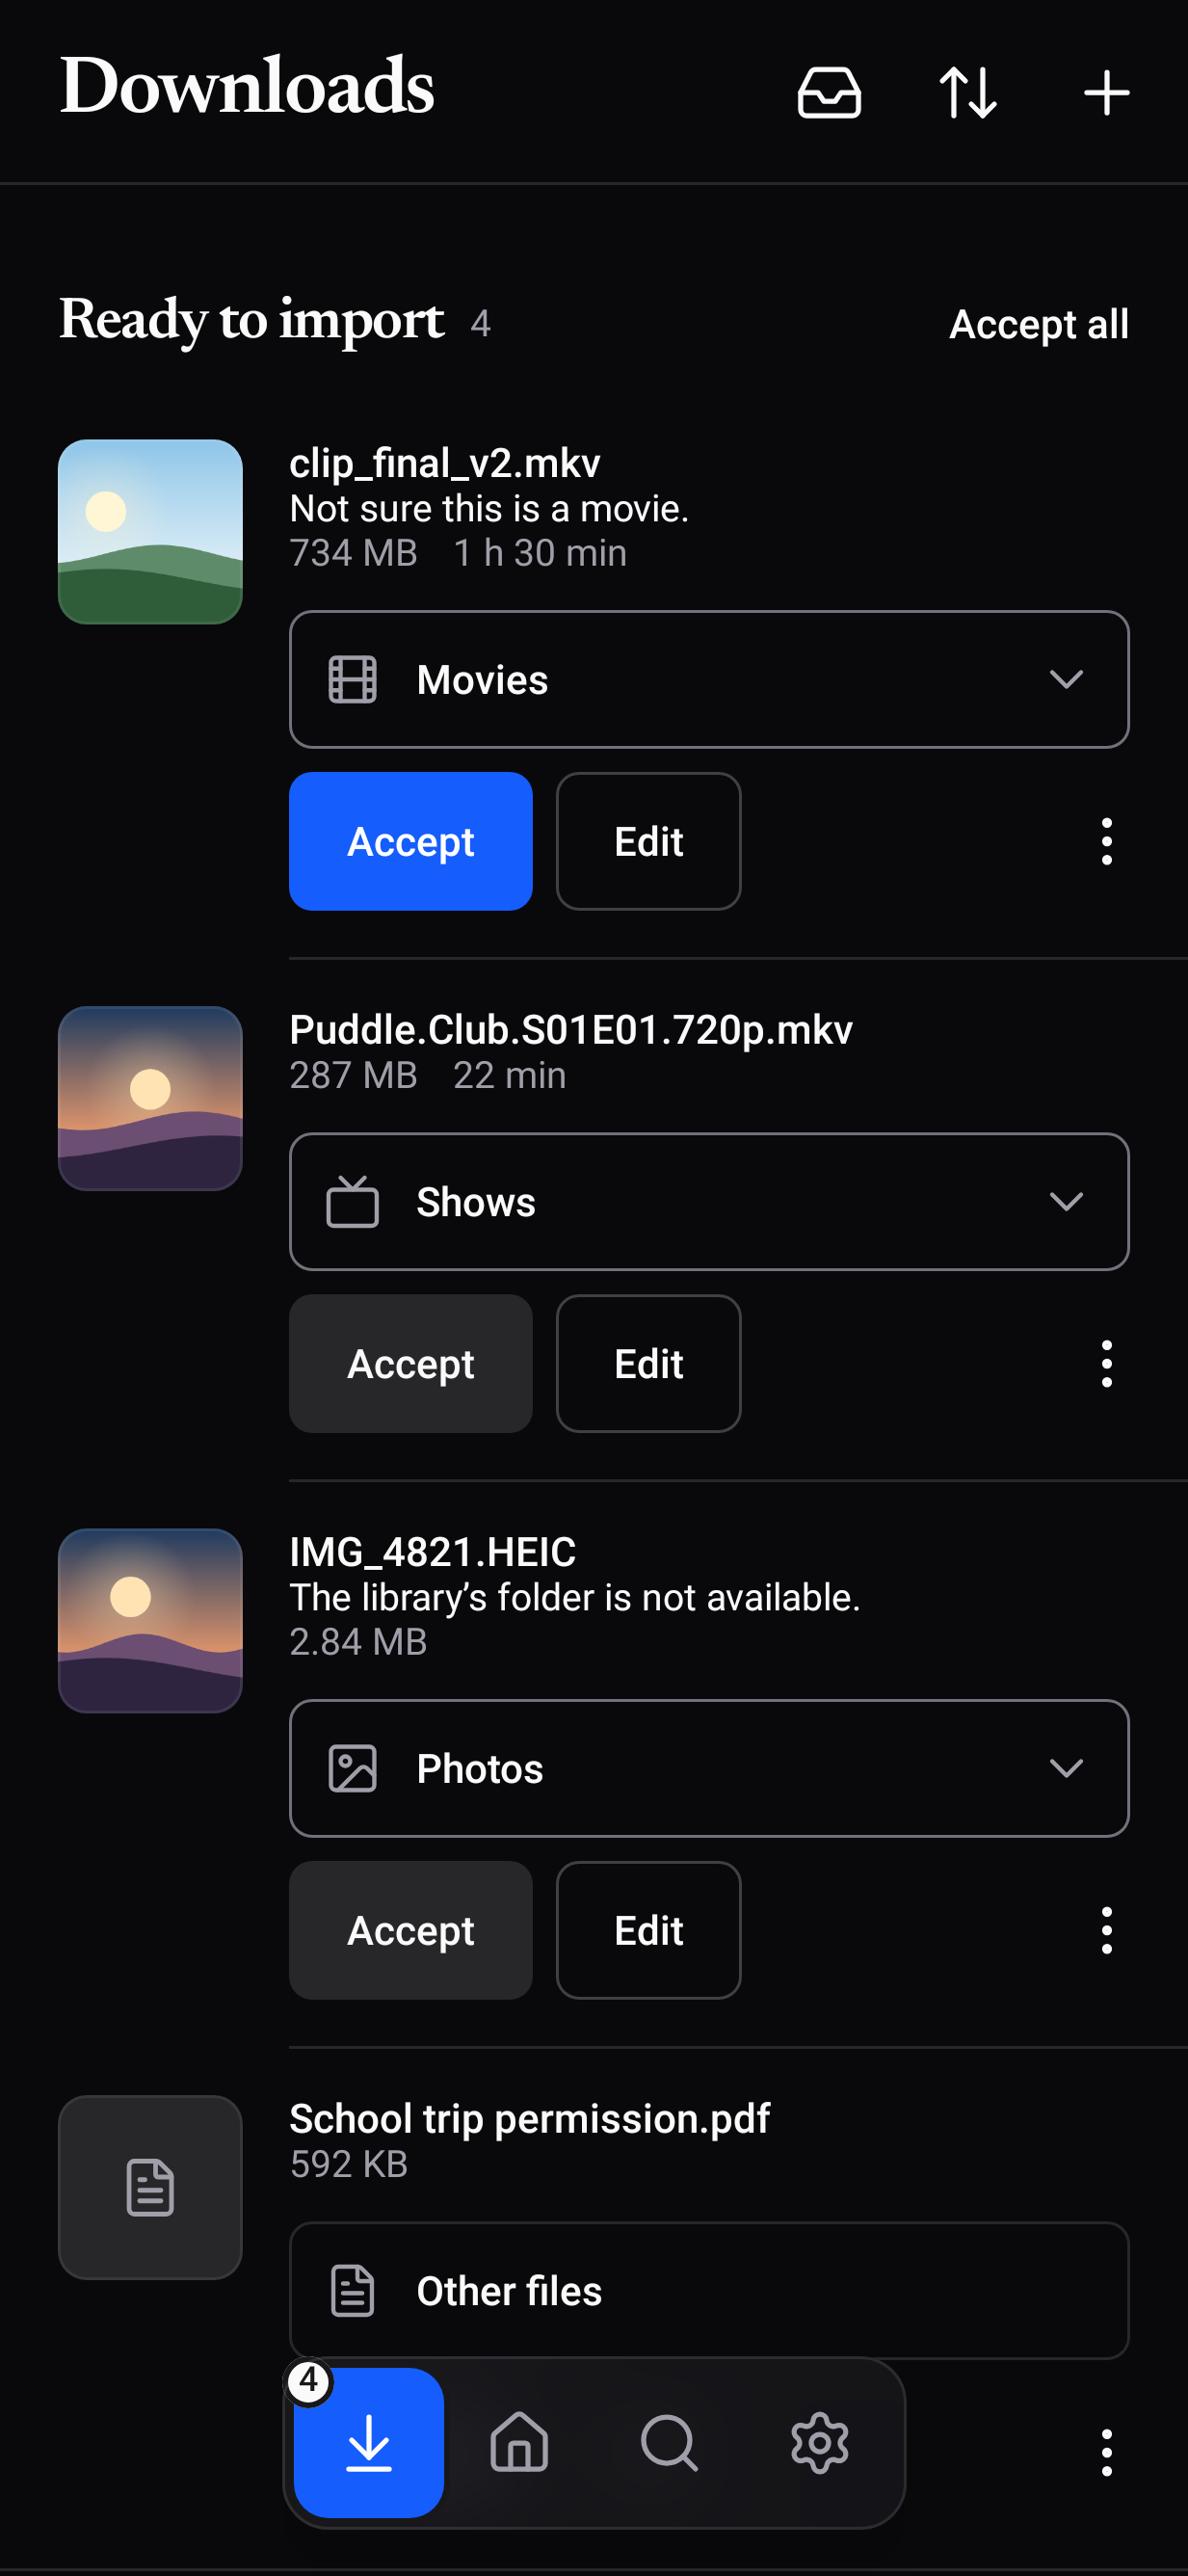 Downloads
Ready to import 4 Accept all
clip_final_v2.mkv
Not sure this is a movie.
734 MB 1 h 30 min
Movies
Accept Edit
Puddle.Club.S01E01.720p.mkv
287 MB 22 min
Shows
Accept Edit
IMG_4821.HEIC
The library’s folder is not available.
2.84 MB
Photos
Accept Edit
School trip permission.pdf
592 KB
Other files
4